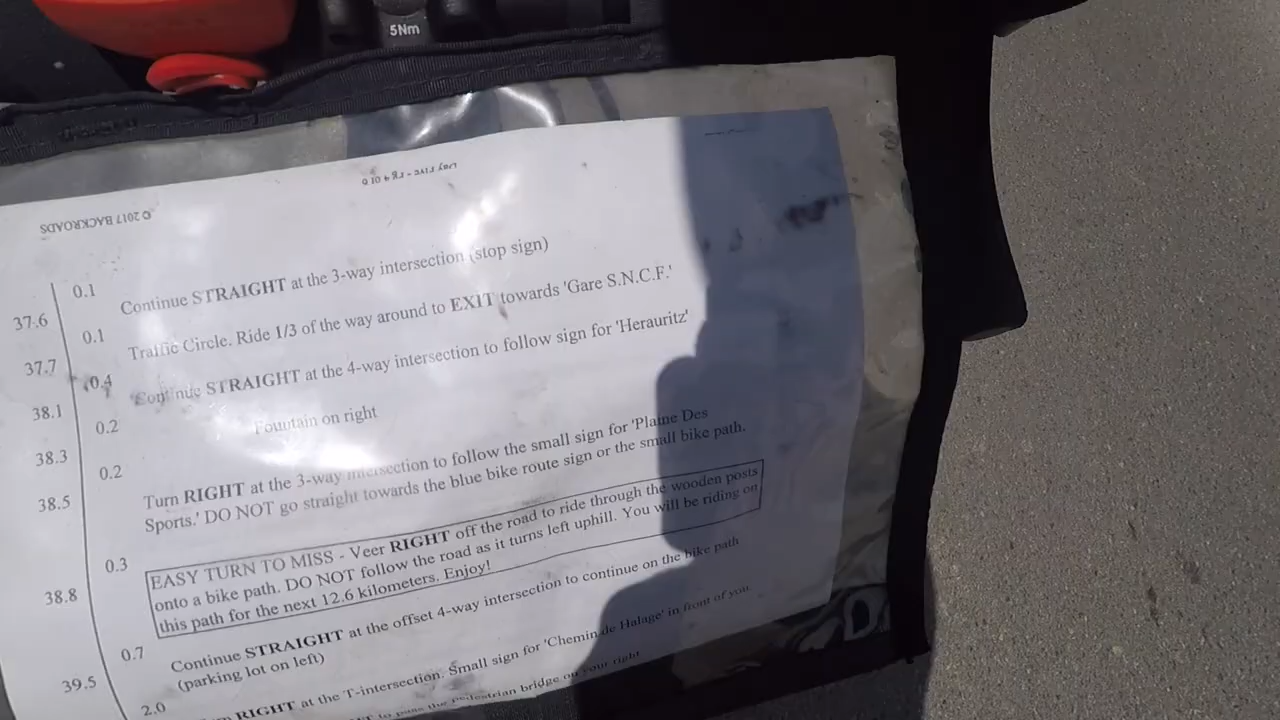 5Nm
© 2017 BACKROADS
0.1 Continue STRAIGHT at the 3-way intersection (stop sign)
37.6 0.1 Traffic Circle. Ride 1/3 of the way around to EXIT towards 'Gare S.N.C.F.'
37.7 0.4 Continue STRAIGHT at the 4-way intersection to follow sign for 'Herauritz'
38.1 0.2 Fountain on right
38.3 0.2 Turn RIGHT at the 3-way intersection to follow the small sign for 'Plaine Des
Sports.' DO NOT go straight towards the blue bike route sign or the small bike path.
38.5 0.3 EASY TURN TO MISS - Veer RIGHT off the road to ride through the wooden posts
onto a bike path. DO NOT follow the road as it turns left uphill. You will be riding on
this path for the next 12.6 kilometers. Enjoy!
38.8 0.7 Continue STRAIGHT at the offset 4-way intersection to continue on the bike path
(parking lot on left)
39.5 2.0 RIGHT at the T-intersection. Small sign for 'Chemin de Halage' in front of you
to pass the Pedestrian bridge on your right